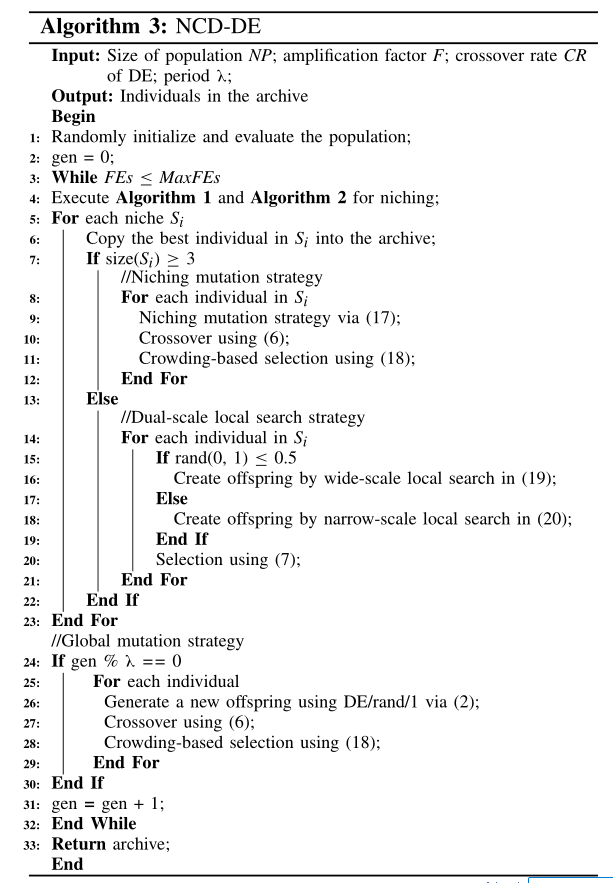 Algorithm 3: NCD-DE
Input: Size of population NP; amplification factor F; crossover rate CR
of DE; period λ;
Output: Individuals in the archive
Begin
1: Randomly initialize and evaluate the population;
2: gen = 0;
3: While FEs ≤ MaxFEs
4: Execute Algorithm 1 and Algorithm 2 for niching;
5: For each niche Si
6: Copy the best individual in Si into the archive;
7: If size(Si) ≥ 3
//Niching mutation strategy
8: For each individual in Si
9: Niching mutation strategy via (17);
10: Crossover using (6);
11: Crowding-based selection using (18);
12: End For
13: Else
//Dual-scale local search strategy
14: For each individual in Si
15: If rand(0, 1) ≤ 0.5
16: Create offspring by wide-scale local search in (19);
17: Else
18: Create offspring by narrow-scale local search in (20);
19: End If
20: Selection using (7);
21: End For
22: End If
23: End For
//Global mutation strategy
24: If gen % λ == 0
25: For each individual
26: Generate a new offspring using DE/rand/1 via (2);
27: Crossover using (6);
28: Crowding-based selection using (18);
29: End For
30: End If
31: gen = gen + 1;
32: End While
33: Return archive;
End